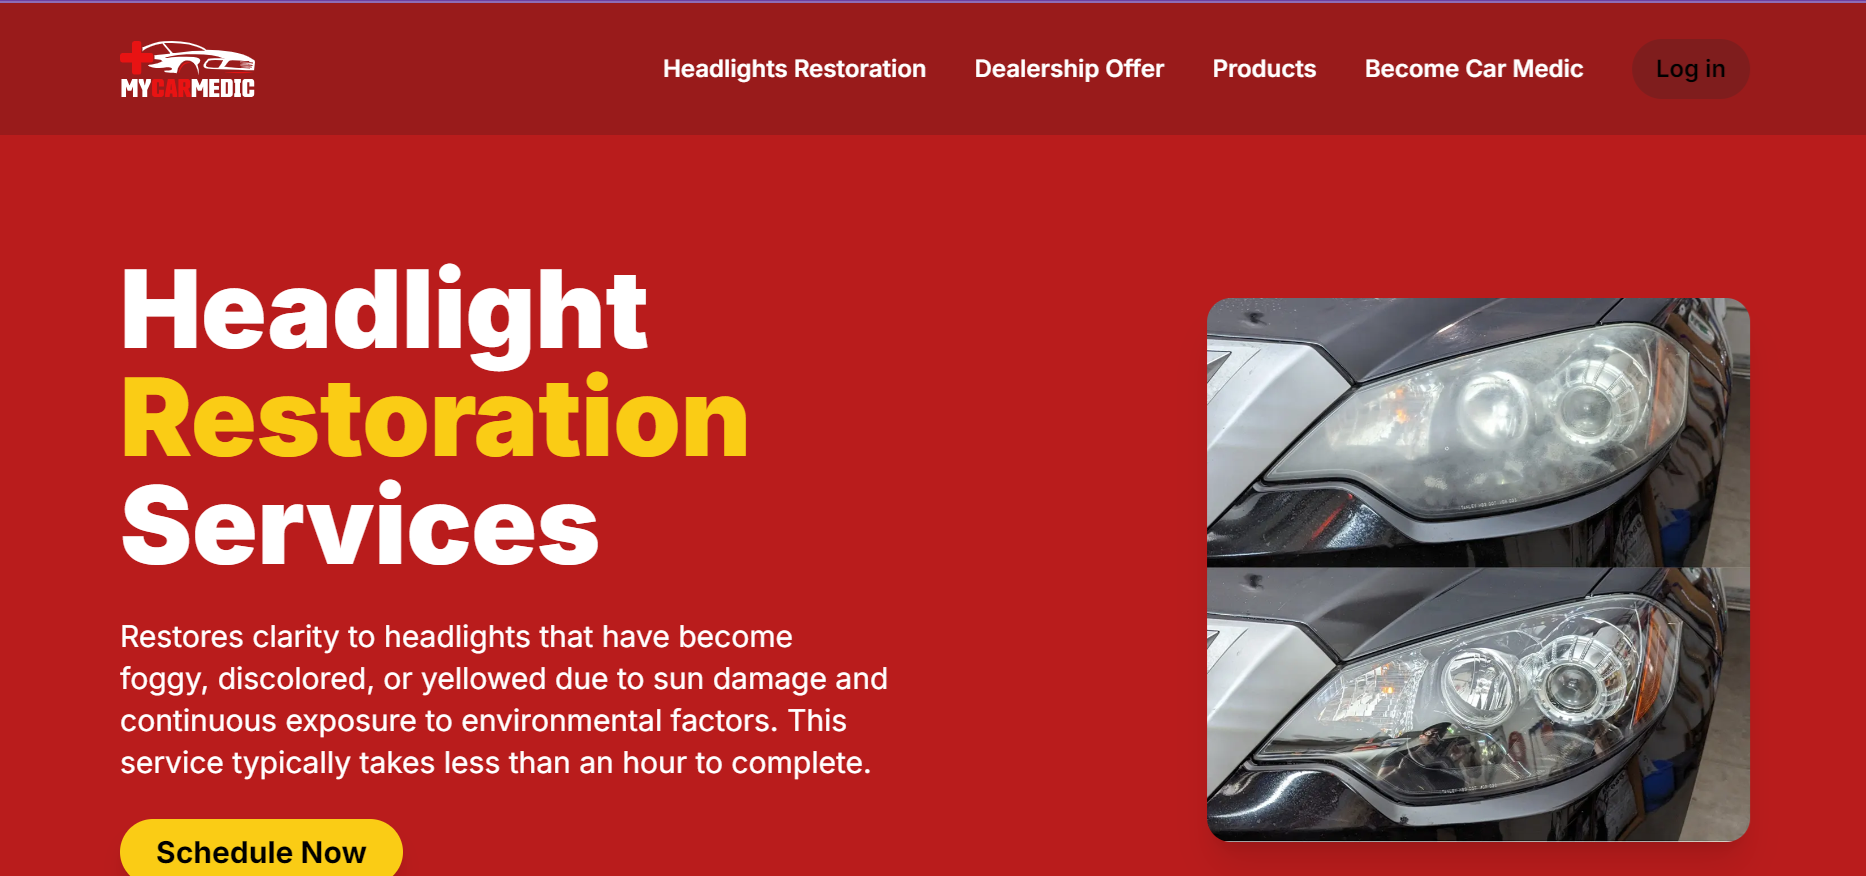 MYCARMEDIC
Headlights Restoration
Dealership Offer
Products
Become Car Medic
Log in
Headlight
Restoration
Services
Restores clarity to headlights that have become
foggy, discolored, or yellowed due to sun damage and
continuous exposure to environmental factors. This
service typically takes less than an hour to complete.
Schedule Now